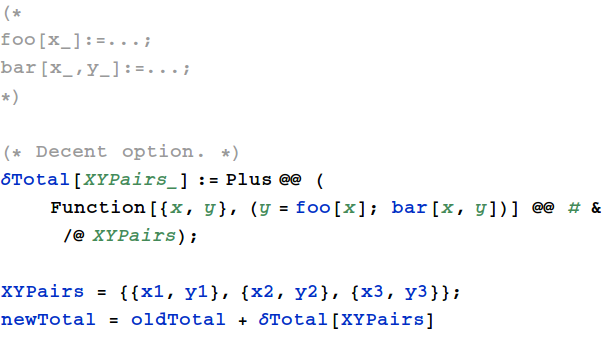 (*
foo[x_]:=...;
bar[x_,y_]:=...;
*)
(* Decent option. *)
δTotal[XYPairs_] := Plus @@ (
Function[{x, y}, (y = foo[x]; bar[x, y])] @@ # &
/@ XYPairs);
XYPairs = {{x1, y1}, {x2, y2}, {x3, y3}};
newTotal = oldTotal + δTotal[XYPairs]